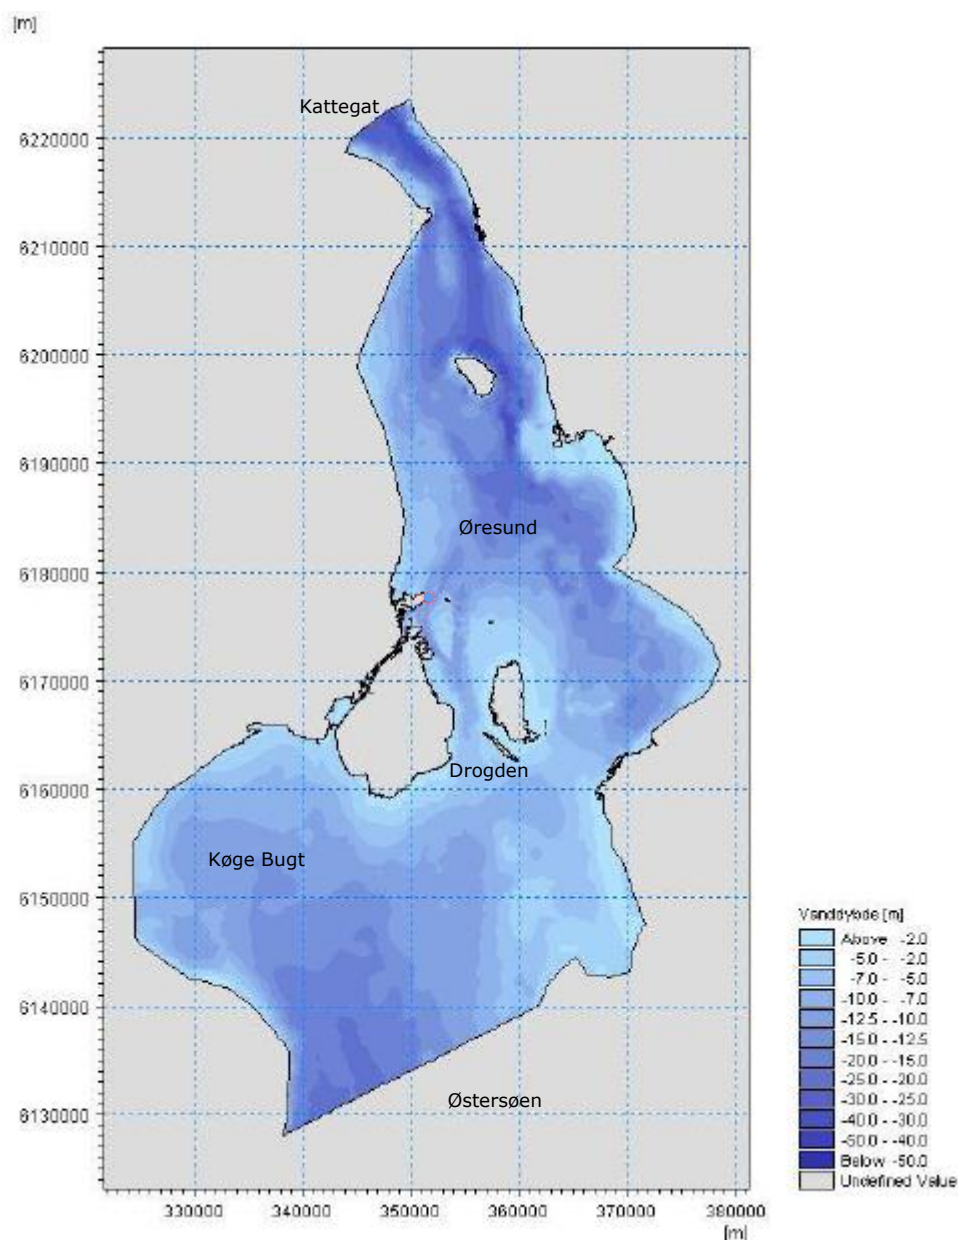 [m]
Kattegat
6220000
6210000
6200000
6190000
Øresund
6180000
6170000
Drogden
6160000
Køge Bugt
6150000
6140000
Østersøen
6130000
330000 340000 350000 360000 370000 380000
[m]
Vanddybde [m]
Above -2.0
-5.0 - -2.0
-7.0 - -5.0
-10.0 - -7.0
-12.5 - -10.0
-15.0 - -12.5
-20.0 - -15.0
-25.0 - -20.0
-30.0 - -25.0
-40.0 - -30.0
-50.0 - -40.0
Below -50.0
Undefined Value